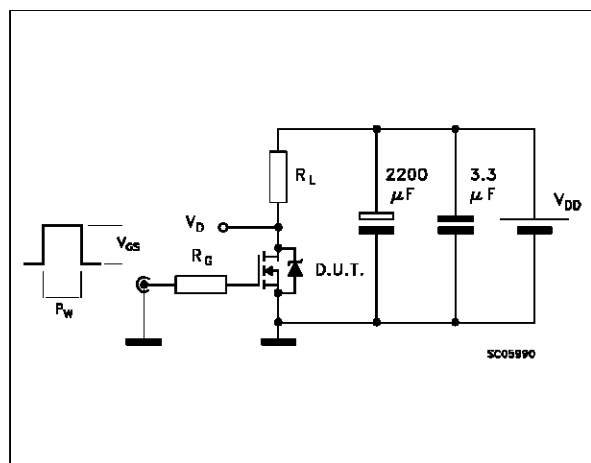 R_L
2200 μF
3.3 μF
V_DD
V_D
V_GS
R_G
D.U.T.
P_W
SC05990